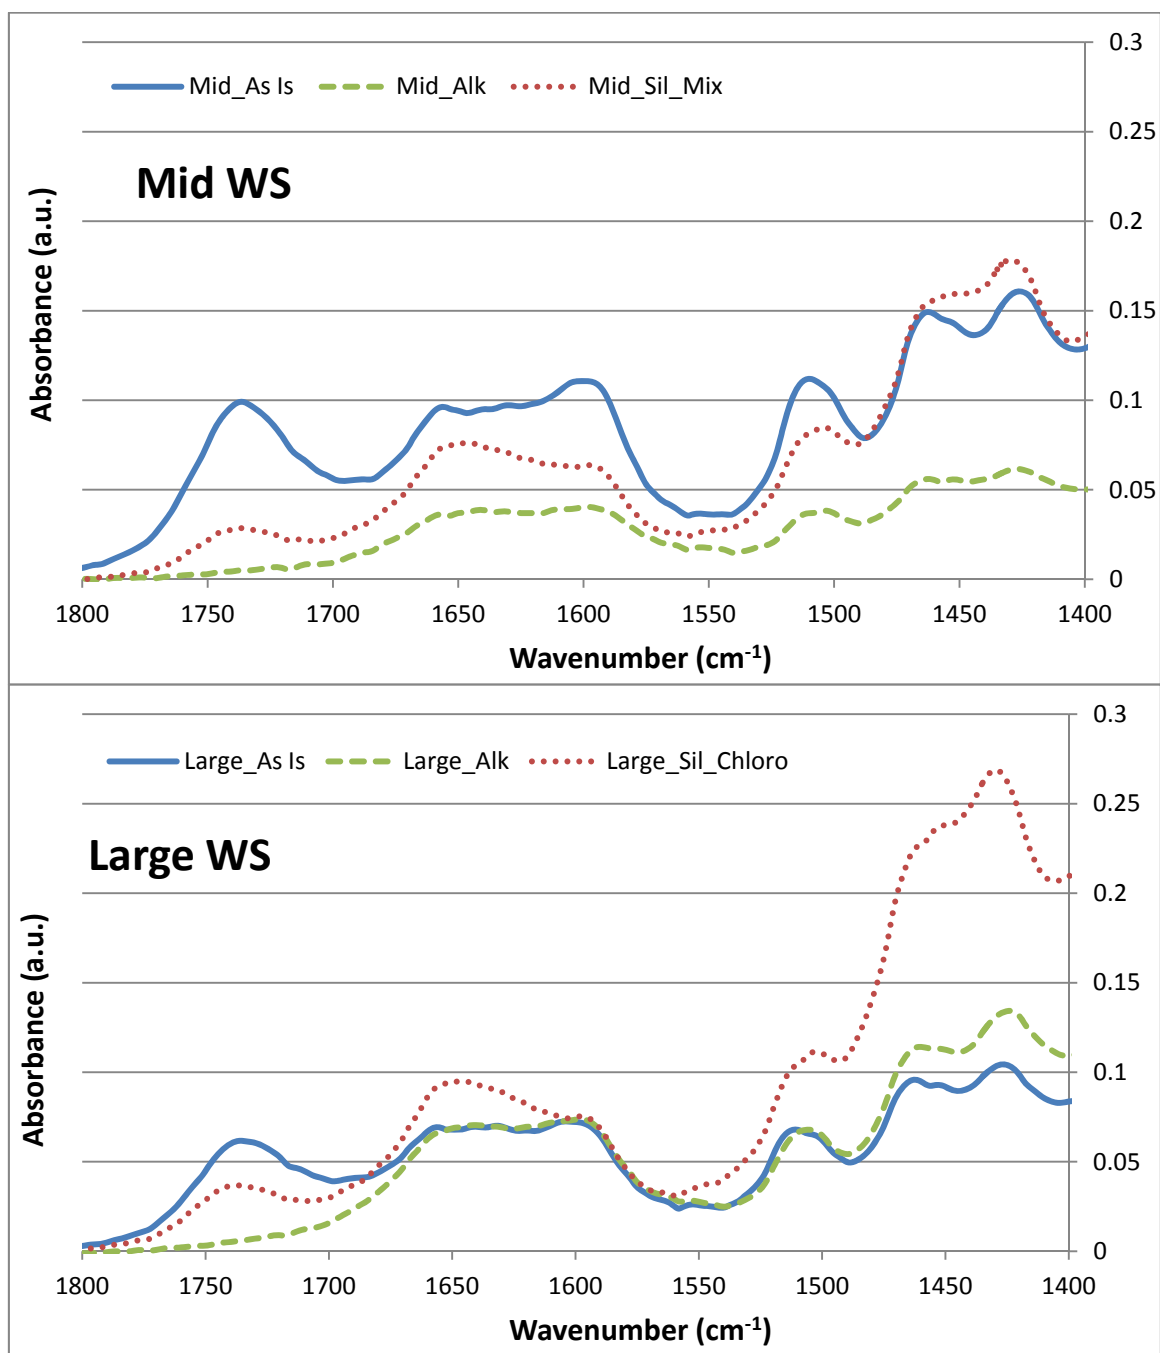 0.3
Mid_As Is Mid_Alk Mid_Sil_Mix
0.25
Mid WS
0.2
0.15
0.1
0.05
0
Absorbance (a.u.)
1800 1750 1700 1650 1600 1550 1500 1450 1400
Wavenumber (cm⁻¹)
0.3
Large_As Is Large_Alk Large_Sil_Chloro
0.25
Large WS
0.2
0.15
0.1
0.05
0
Absorbance (a.u.)
1800 1750 1700 1650 1600 1550 1500 1450 1400
Wavenumber (cm⁻¹)